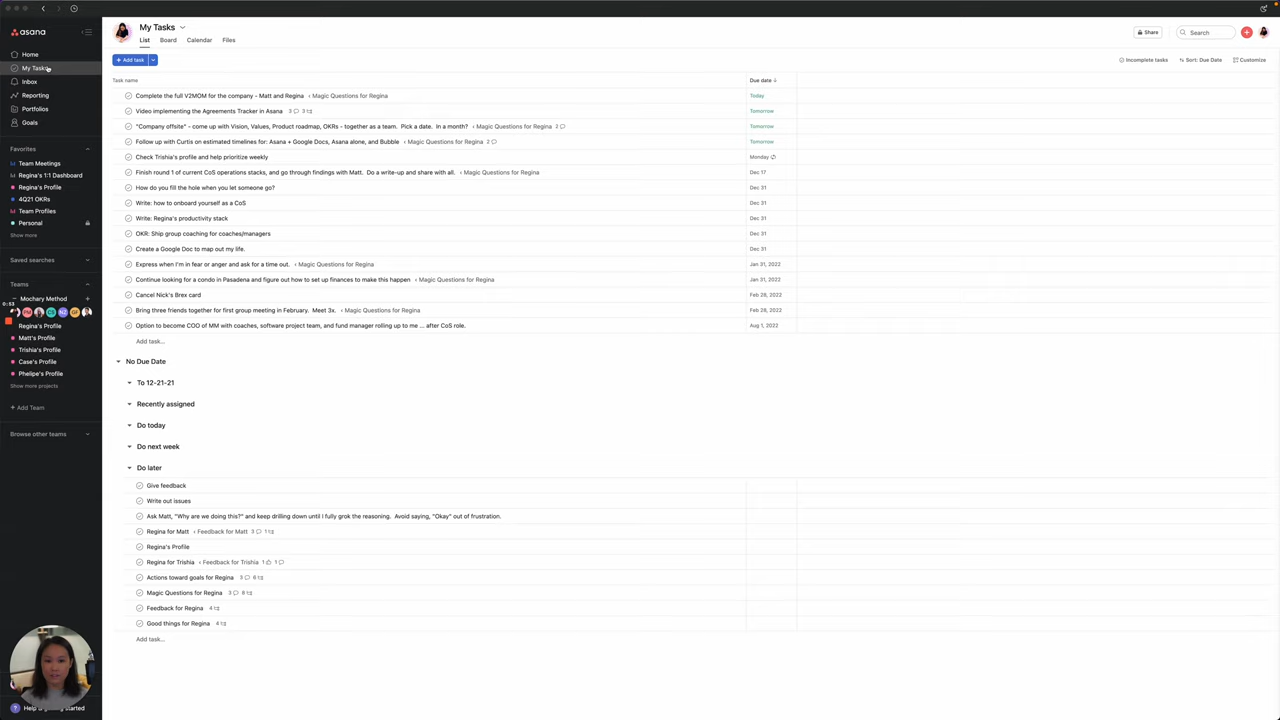 asana
Home
My Tasks
Inbox
Reporting
Portfolios
Goals
Favorites
Team Meetings
Regina's 1:1 Dashboard
Regina's Profile
4Q21 OKRs
Team Profiles
Personal
Show more
Saved searches
Teams
Mochary Method
0:53
Regina's Profile
Matt's Profile
Trishia's Profile
Case's Profile
Phelipe's Profile
Show more projects
+ Add Team
Browse other teams
My Tasks
List Board Calendar Files
Share
Search
+ Add task
Incomplete tasks Sort: Due Date Customize
Task name Due date
Complete the full V2MOM for the company - Matt and Regina ‹ Magic Questions for Regina Today
Video implementing the Agreements Tracker in Asana 3 3 Tomorrow
"Company offsite" - come up with Vision, Values, Product roadmap, OKRs - together as a team. Pick a date. In a month? ‹ Magic Questions for Regina 2 Tomorrow
Follow up with Curtis on estimated timelines for: Asana + Google Docs, Asana alone, and Bubble ‹ Magic Questions for Regina 2 Tomorrow
Check Trishia's profile and help prioritize weekly Monday
Finish round 1 of current CoS operations stacks, and go through findings with Matt. Do a write-up and share with all. ‹ Magic Questions for Regina Dec 17
How do you fill the hole when you let someone go? Dec 31
Write: how to onboard yourself as a CoS Dec 31
Write: Regina's productivity stack Dec 31
OKR: Ship group coaching for coaches/managers Dec 31
Create a Google Doc to map out my life. Dec 31
Express when I'm in fear or anger and ask for a time out. ‹ Magic Questions for Regina Jan 31, 2022
Continue looking for a condo in Pasadena and figure out how to set up finances to make this happen ‹ Magic Questions for Regina Jan 31, 2022
Cancel Nick's Brex card Feb 28, 2022
Bring three friends together for first group meeting in February. Meet 3x. ‹ Magic Questions for Regina Feb 28, 2022
Option to become COO of MM with coaches, software project team, and fund manager rolling up to me ... after CoS role. Aug 1, 2022
Add task...
No Due Date
To 12-21-21
Recently assigned
Do today
Do next week
Do later
Give feedback
Write out issues
Ask Matt, "Why are we doing this?" and keep drilling down until I fully grok the reasoning. Avoid saying, "Okay" out of frustration.
Regina for Matt ‹ Feedback for Matt 3 1
Regina's Profile
Regina for Trishia ‹ Feedback for Trishia 1 1
Actions toward goals for Regina 3 6
Magic Questions for Regina 3 8
Feedback for Regina 4
Good things for Regina 4
Add task...